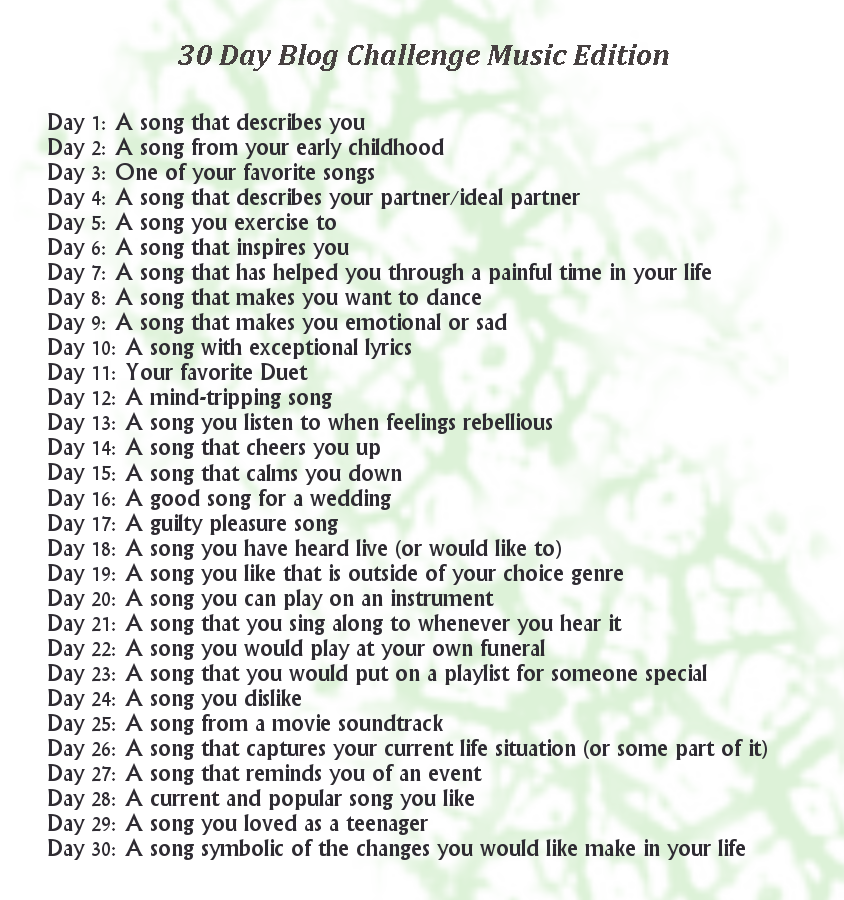 30 Day Blog Challenge Music Edition
Day 1: A song that describes you
Day 2: A song from your early childhood
Day 3: One of your favorite songs
Day 4: A song that describes your partner/ideal partner
Day 5: A song you exercise to
Day 6: A song that inspires you
Day 7: A song that has helped you through a painful time in your life
Day 8: A song that makes you want to dance
Day 9: A song that makes you emotional or sad
Day 10: A song with exceptional lyrics
Day 11: Your favorite Duet
Day 12: A mind-tripping song
Day 13: A song you listen to when feelings rebellious
Day 14: A song that cheers you up
Day 15: A song that calms you down
Day 16: A good song for a wedding
Day 17: A guilty pleasure song
Day 18: A song you have heard live (or would like to)
Day 19: A song you like that is outside of your choice genre
Day 20: A song you can play on an instrument
Day 21: A song that you sing along to whenever you hear it
Day 22: A song you would play at your own funeral
Day 23: A song that you would put on a playlist for someone special
Day 24: A song you dislike
Day 25: A song from a movie soundtrack
Day 26: A song that captures your current life situation (or some part of it)
Day 27: A song that reminds you of an event
Day 28: A current and popular song you like
Day 29: A song you loved as a teenager
Day 30: A song symbolic of the changes you would like make in your life